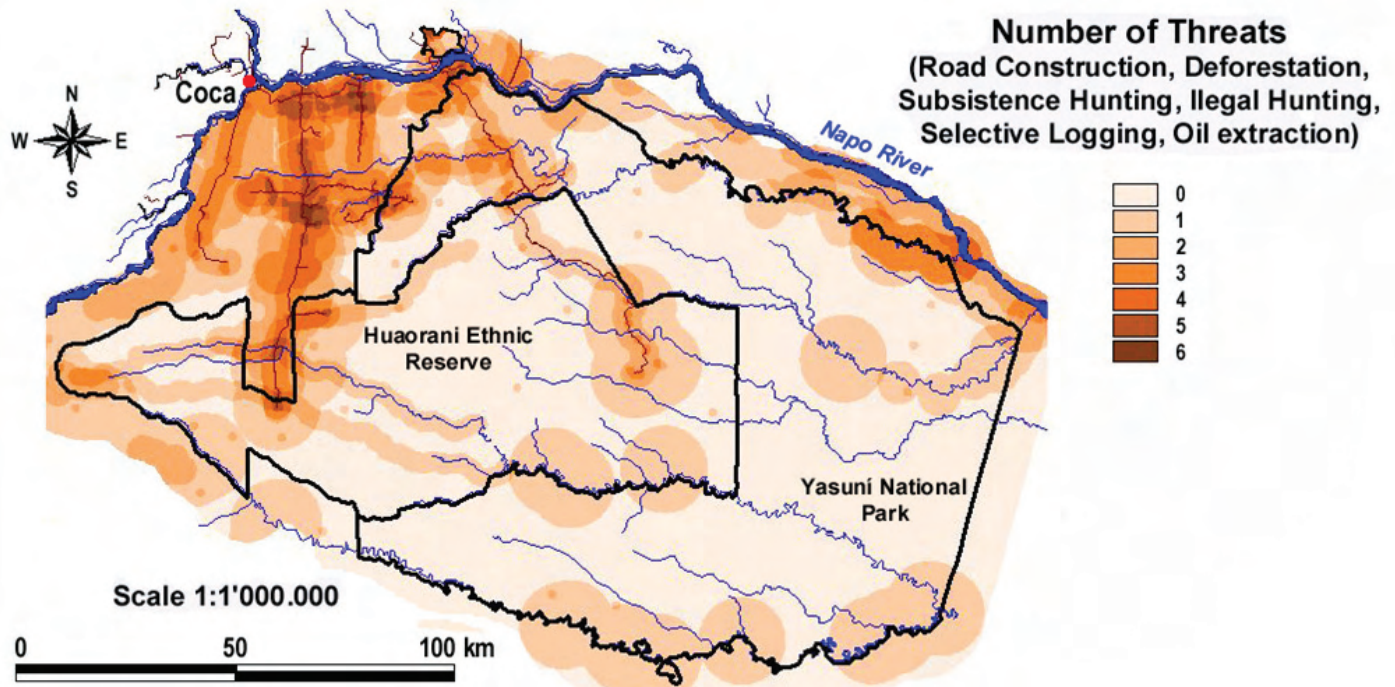 Number of Threats
(Road Construction, Deforestation,
Subsistence Hunting, Ilegal Hunting,
Selective Logging, Oil extraction)
Coca
N
W
E
S
Napo River
0
1
2
3
4
5
6
Huaorani Ethnic
Reserve
Yasuní National
Park
Scale 1:1'000.000
0 50 100 km